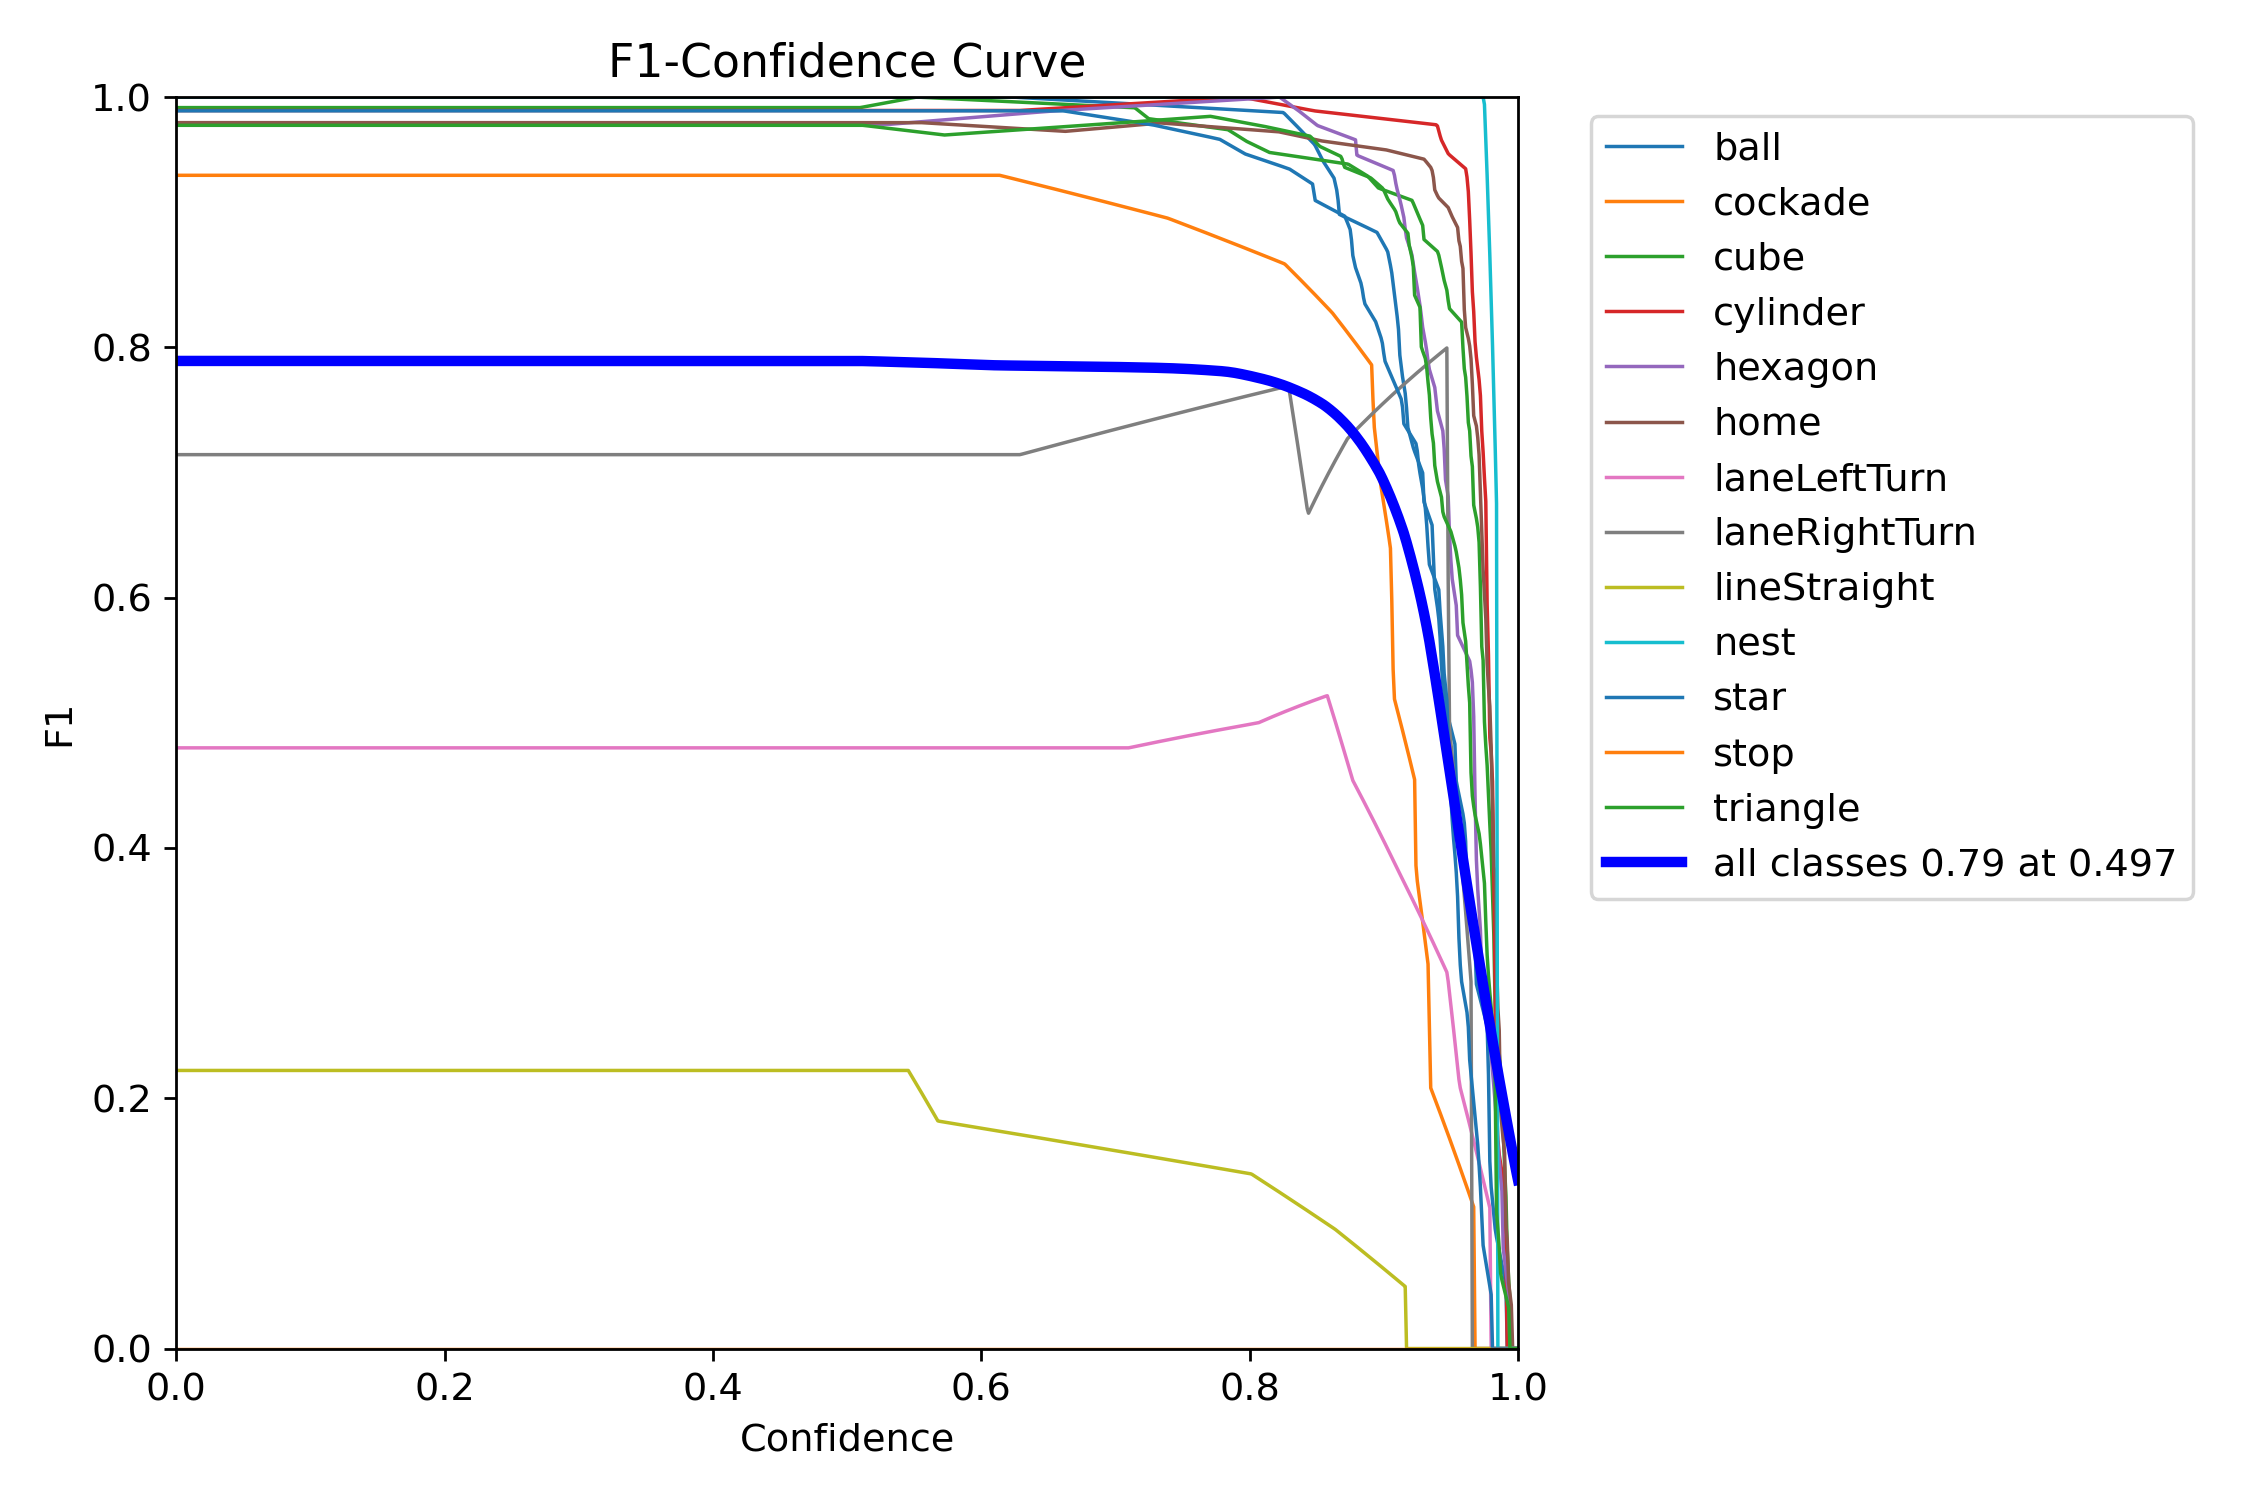 F1-Confidence Curve
1.0
0.8
0.6
0.4
0.2
0.0
F1
0.0 0.2 0.4 0.6 0.8 1.0
Confidence
ball
cockade
cube
cylinder
hexagon
home
laneLeftTurn
laneRightTurn
lineStraight
nest
star
stop
triangle
all classes 0.79 at 0.497